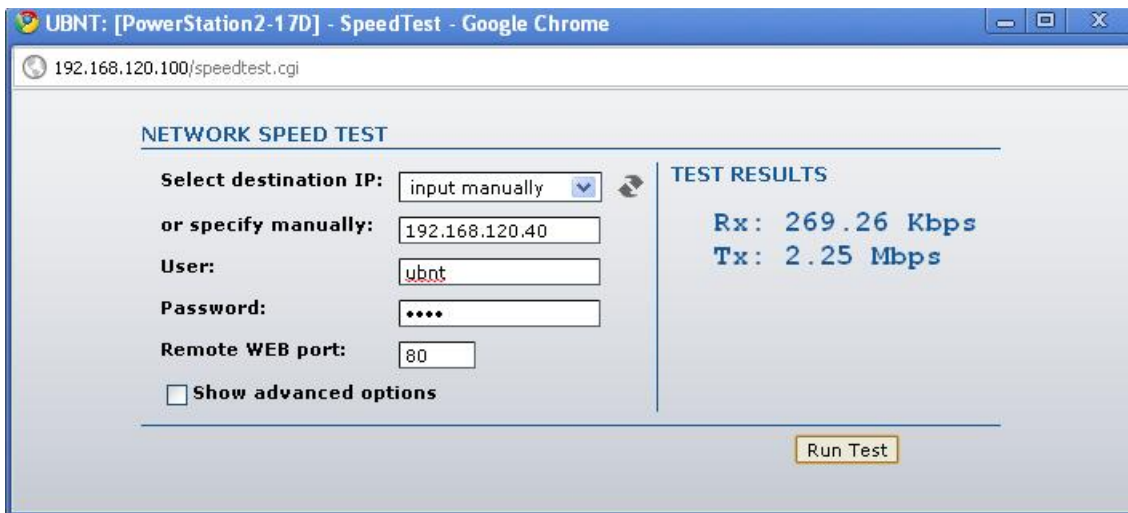 UBNT: [PowerStation2-17D] - SpeedTest - Google Chrome
192.168.120.100/speedtest.cgi
NETWORK SPEED TEST
Select destination IP: input manually
or specify manually: 192.168.120.40
User: ubnt
Password: ••••
Remote WEB port: 80
Show advanced options
TEST RESULTS
Rx: 269.26 Kbps
Tx: 2.25 Mbps
Run Test